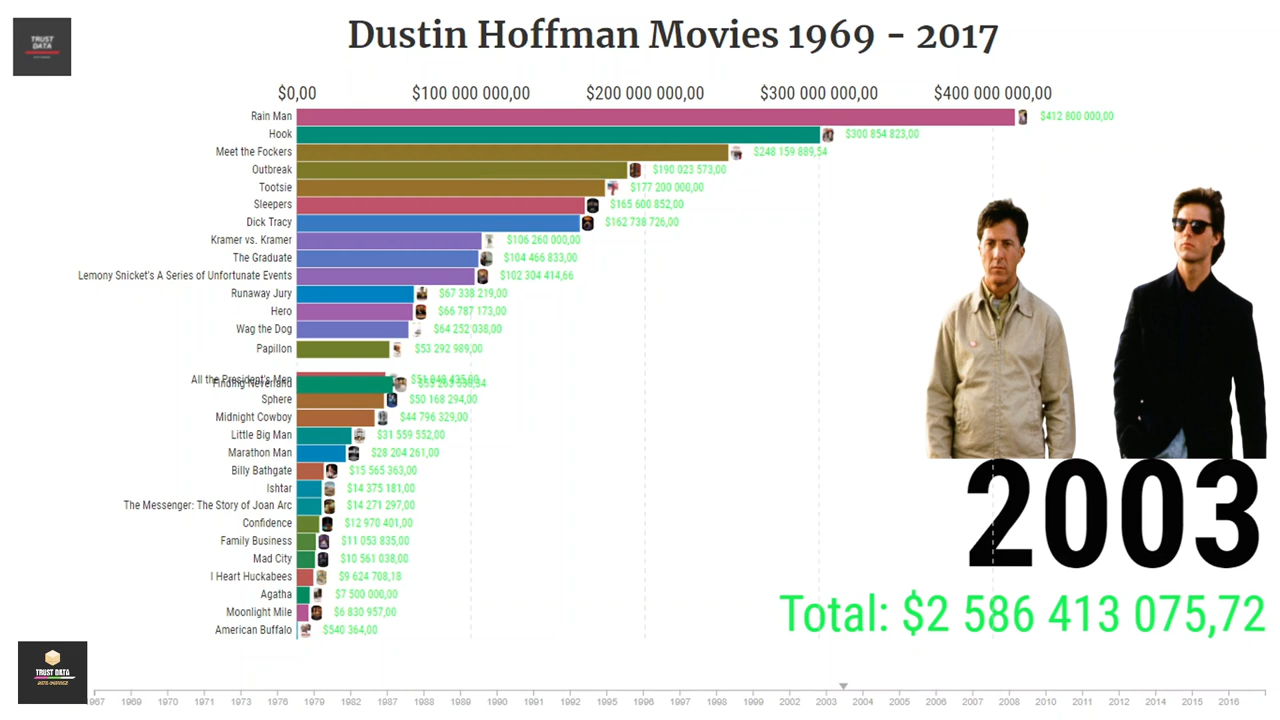 TRUST
DATA
Dustin Hoffman Movies 1969 - 2017
$0,00 $100 000 000,00 $200 000 000,00 $300 000 000,00 $400 000 000,00
Rain Man $412 800 000,00
Hook $300 854 823,00
Meet the Fockers $248 159 889,54
Outbreak $190 023 573,00
Tootsie $177 200 000,00
Sleepers $165 600 852,00
Dick Tracy $162 738 726,00
Kramer vs. Kramer $106 260 000,00
The Graduate $104 466 833,00
Lemony Snicket's A Series of Unfortunate Events $102 304 414,66
Runaway Jury $67 338 219,00
Hero $66 787 173,00
Wag the Dog $64 252 038,00
Papillon $53 292 989,00
All the President's Men
Finding Neverland
Sphere $50 168 294,00
Midnight Cowboy $44 796 329,00
Little Big Man $31 559 552,00
Marathon Man $28 204 261,00
Billy Bathgate $15 565 363,00
Ishtar $14 375 181,00
The Messenger: The Story of Joan Arc $14 271 297,00
Confidence $12 970 401,00
Family Business $11 053 835,00
Mad City $10 561 038,00
I Heart Huckabees $9 624 708,18
Agatha $7 500 000,00
Moonlight Mile $6 830 957,00
American Buffalo $540 364,00
2003
Total: $2 586 413 075,72
TRUST DATA
1967 1969 1970 1971 1973 1974 1979 1982 1987 1988 1989 1990 1991 1992 1995 1996 1997 1998 1999 2002 2003 2004 2005 2006 2007 2008 2010 2011 2012 2014 2015 2016